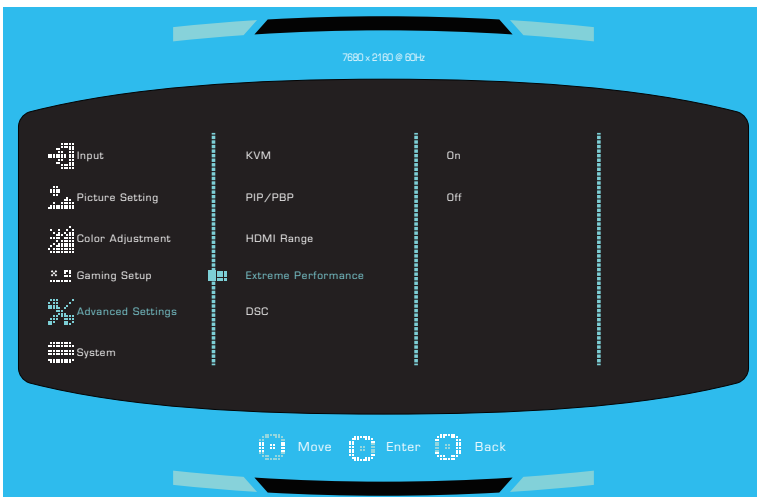 7680 x 2160 @ 60Hz
Input
KVM
On
Picture Setting
PIP/PBP
Off
Color Adjustment
HDMI Range
Gaming Setup
Extreme Performance
Advanced Settings
DSC
System
Move
Enter
Back